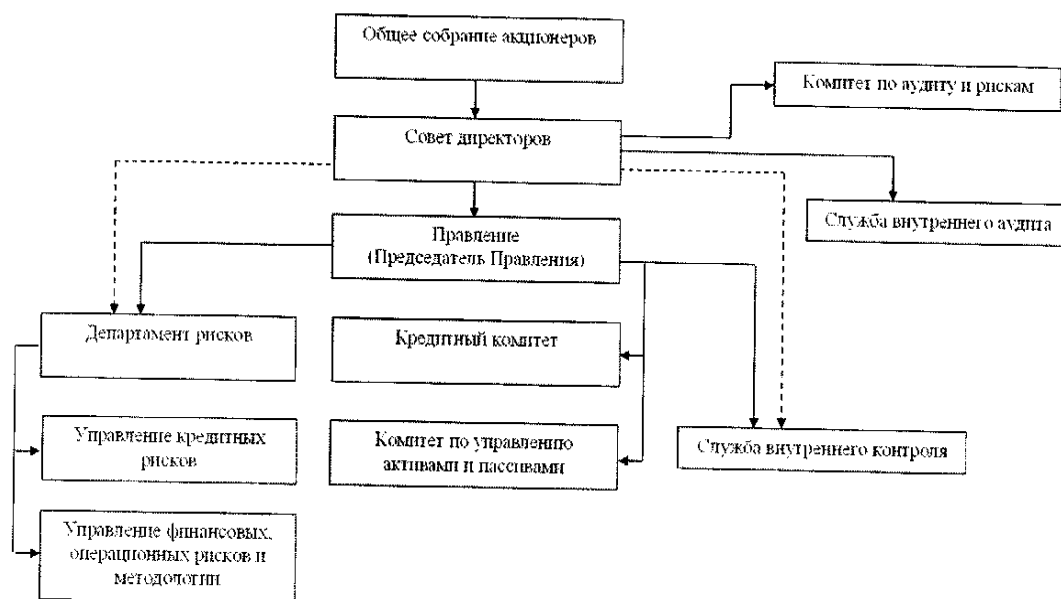 Общее собрание акционеров
Комитет по аудиту и рискам
Совет директоров
Служба внутреннего аудита
Правление
(Председатель Правления)
Департамент рисков
Кредитный комитет
Управление кредитных
рисков
Комитет по управлению
активами и пассивами
Служба внутреннего контроля
Управление финансовых,
операционных рисков и
методологии